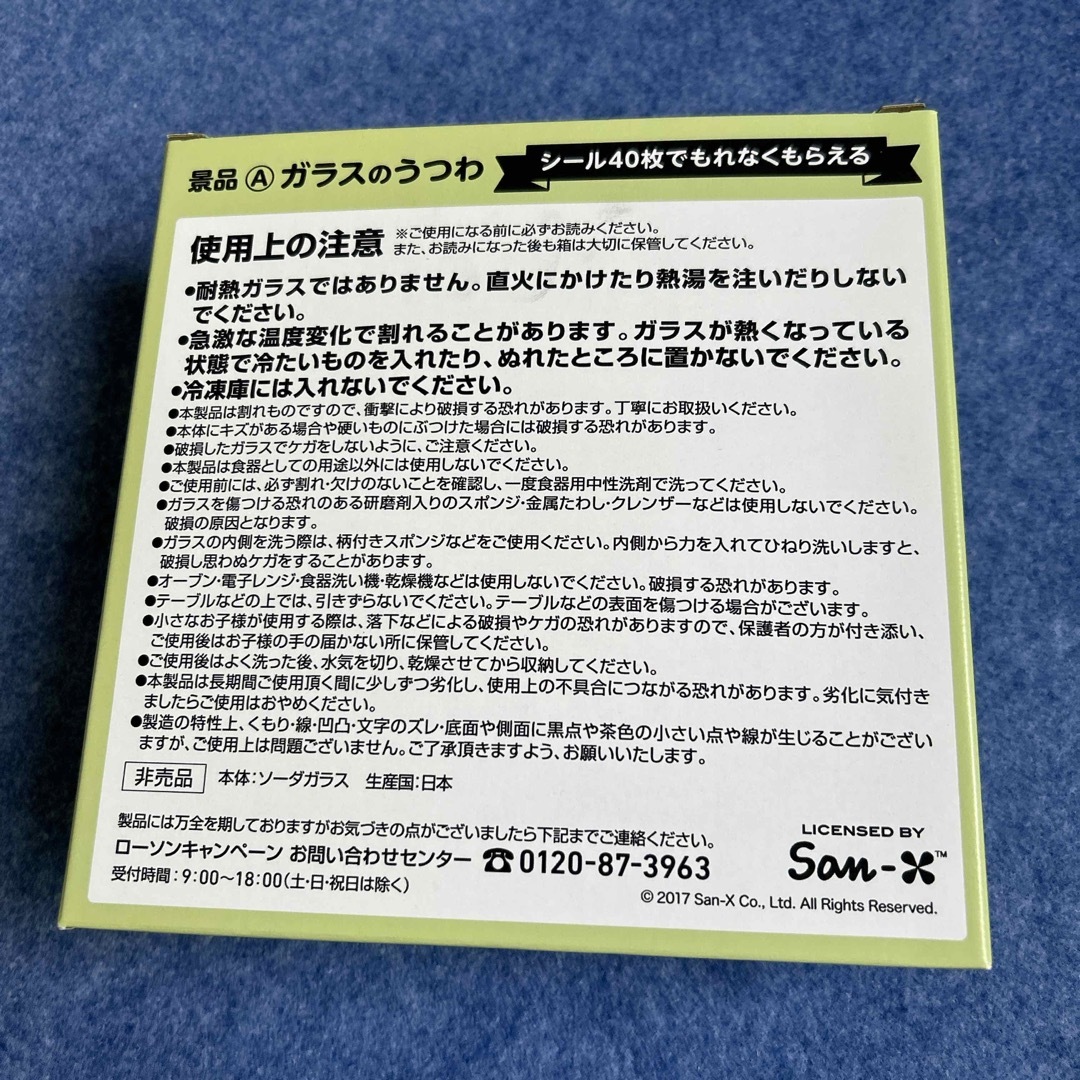 景品 Ⓐ ガラスのうつわ シール40枚でもれなくもらえる
使用上の注意 ※ご使用になる前に必ずお読みください。
また、お読みになった後も箱は大切に保管してください。
●耐熱ガラスではありません。直火にかけたり熱湯を注いだりしない
でください。
●急激な温度変化で割れることがあります。ガラスが熱くなっている
状態で冷たいものを入れたり、ぬれたところに置かないでください。
●冷凍庫には入れないでください。
●本製品は割れものですので、衝撃により破損する恐れがあります。丁寧にお取扱いください。
●本体にキズがある場合や硬いものにぶつけた場合には破損する恐れがあります。
●破損したガラスでケガをしないように、ご注意ください。
●本製品は食器としての用途以外には使用しないでください。
●ご使用前には、必ず割れ・欠けのないことを確認し、一度食器用中性洗剤で洗ってください。
●ガラスを傷つける恐れのある研磨剤入りのスポンジ・金属たわし・クレンザーなどは使用しないでください。
破損の原因となります。
●ガラスの内側を洗う際は、柄付きスポンジなどをご使用ください。内側から力を入れてひねり洗いしますと、
破損し思わぬケガをすることがあります。
●オーブン・電子レンジ・食器洗い機・乾燥機などは使用しないでください。破損する恐れがあります。
●テーブルなどの上では、引きずらないでください。テーブルなどの表面を傷つける場合がございます。
●小さなお子様が使用する際は、落下などによる破損やケガの恐れがありますので、保護者の方が付き添い、
ご使用後はお子様の手の届かない所に保管してください。
●ご使用後はよく洗った後、水気を切り、乾燥させてから収納してください。
●本製品は長期間ご使用頂く間に少しずつ劣化し、使用上の不具合につながる恐れがあります。劣化に気付き
ましたらご使用はおやめください。
●製造の特性上、くもり・線・凹凸・文字のズレ・底面や側面に黒点や茶色の小さい点や線が生じることがござい
ますが、ご使用上は問題ございません。ご了承頂きますよう、お願いいたします。
非売品 本体:ソーダガラス 生産国:日本
製品には万全を期しておりますがお気づきの点がございましたら下記までご連絡ください。
ローソンキャンペーン お問い合わせセンター ☎0120-87-3963
受付時間:9:00〜18:00(土・日・祝日は除く)
LICENSED BY
San-X™
© 2017 San-X Co., Ltd. All Rights Reserved.